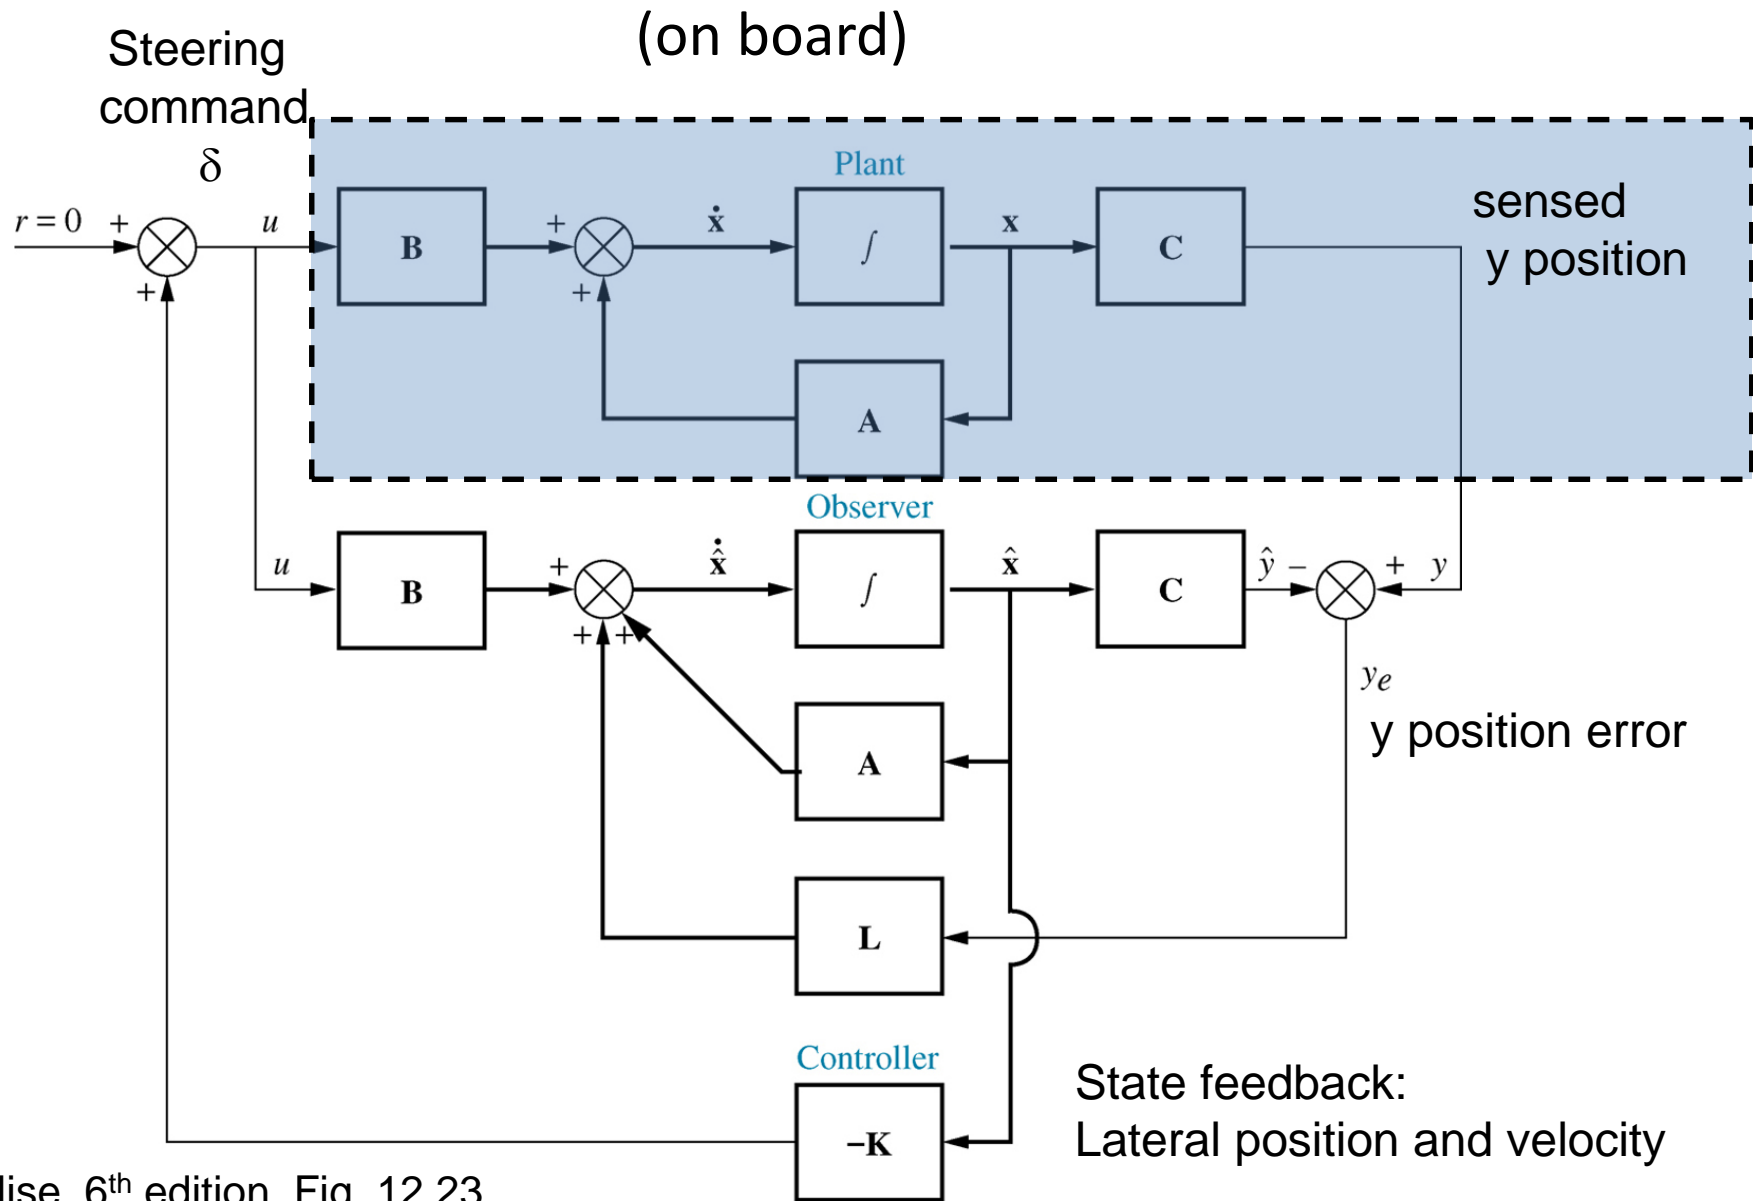 (on board)
Steering
command
δ
Plant
r = 0 + u B + ẋ ∫ x C
+
sensed
y position
A
Observer
u B + x̂̇ ∫ x̂ C ŷ − + y
+ +
yₑ
y position error
A
L
Controller
−K
State feedback:
Lateral position and velocity
6th edition Fig 12 23